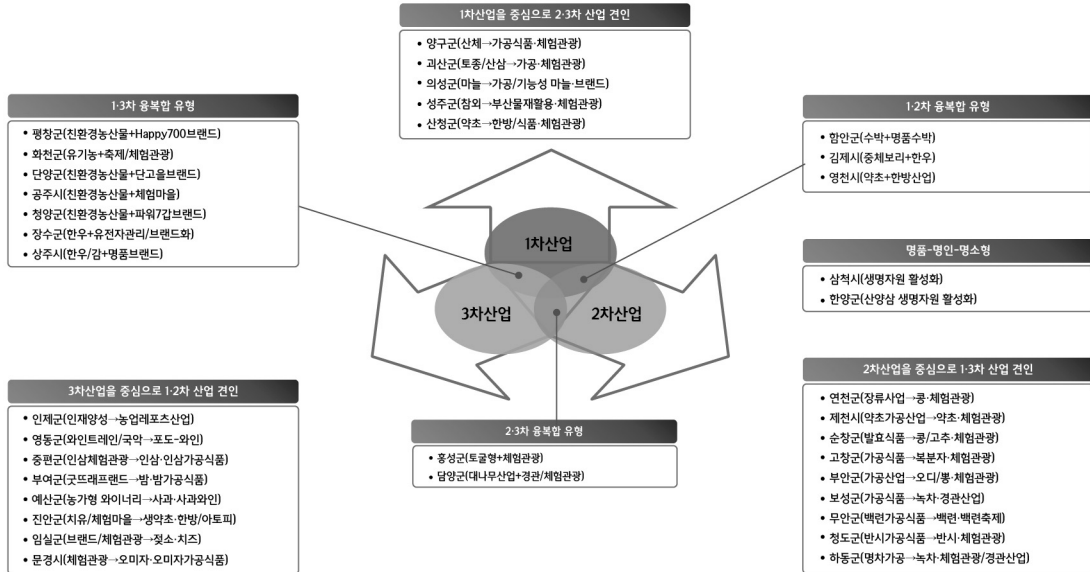 1차산업을 중심으로 2·3차 산업 견인
• 양구군(산채→가공식품·체험관광)
• 괴산군(토종/산삼→가공·체험관광)
• 의성군(마늘→가공/기능성 마늘·브랜드)
• 성주군(참외→부산물재활용·체험관광)
• 산청군(약초→한방/식품·체험관광)
1·3차 융복합 유형
• 평창군(친환경농산물+Happy700브랜드)
• 화천군(유기농+축제/체험관광)
• 단양군(친환경농산물+단고을브랜드)
• 공주시(친환경농산물+체험마을)
• 청양군(친환경농산물+파워7갑브랜드)
• 장수군(한우+유전자관리/브랜드화)
• 상주시(한우/감+명품브랜드)
1·2차 융복합 유형
• 함안군(수박+명품수박)
• 김제시(총체보리+한우)
• 영천시(약초+한방산업)
1차산업
3차산업
2차산업
명품-명인-명소형
• 삼척시(생명자원 활성화)
• 한양군(산양삼 생명자원 활성화)
3차산업을 중심으로 1·2차 산업 견인
• 인제군(인재양성→농업레포츠산업)
• 영동군(와인트레인/국악→포도-와인)
• 중편군(인삼체험관광→인삼·인삼가공식품)
• 부여군(굿뜨래프랜드→밤·밤가공식품)
• 예산군(농가형 와이너리→사과·사과와인)
• 진안군(치유/체험마을→생약초·한방/아토피)
• 임실군(브랜드/체험관광→젖소·치즈)
• 문경시(체험관광→오미자·오미자가공식품)
2·3차 융복합 유형
• 홍성군(토굴형+체험관광)
• 담양군(대나무산업+경관/체험관광)
2차산업을 중심으로 1·3차 산업 견인
• 연천군(장류사업→콩·체험관광)
• 제천시(약초가공산업→약초·체험관광)
• 순창군(발효식품→콩/고추·체험관광)
• 고창군(가공식품→복분자·체험관광)
• 부안군(가공산업→오디/뽕·체험관광)
• 보성군(가공식품→녹차·경관산업)
• 무안군(백련가공식품→백련·백련축제)
• 청도군(반시가공식품→반시·체험관광)
• 하동군(명차가공→녹차·체험관광/경관산업)